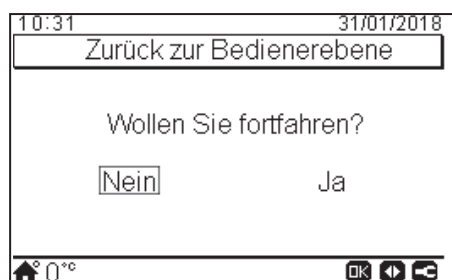 10:31 31/01/2018
Zurück zur Bedienerebene
Wollen Sie fortfahren?
Nein Ja
0°c OK